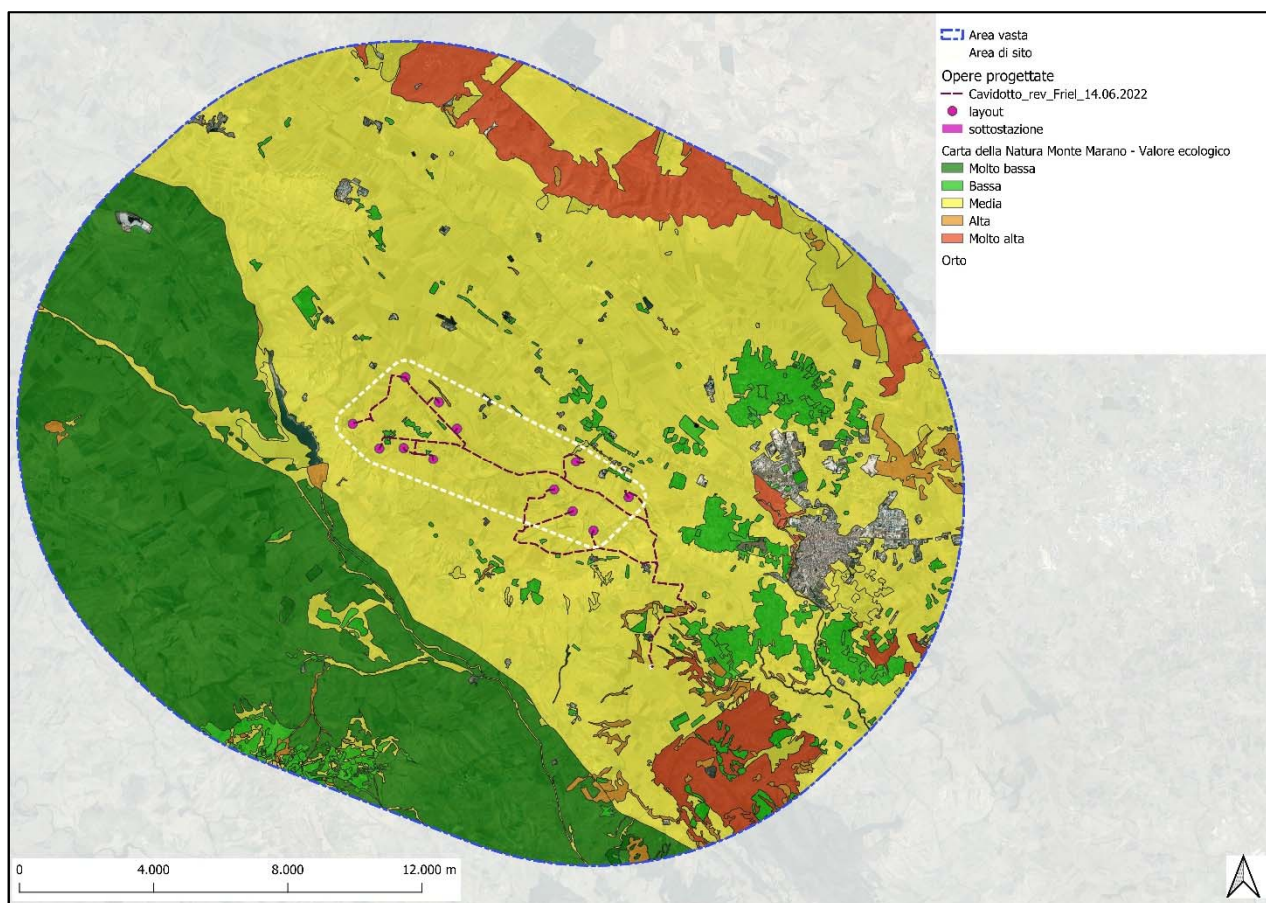 Area vasta
Area di sito
Opere progettate
Cavidotto_rev_Friel_14.06.2022
layout
sottostazione
Carta della Natura Monte Marano - Valore ecologico
Molto bassa
Bassa
Media
Alta
Molto alta
Orto
0 4.000 8.000 12.000 m